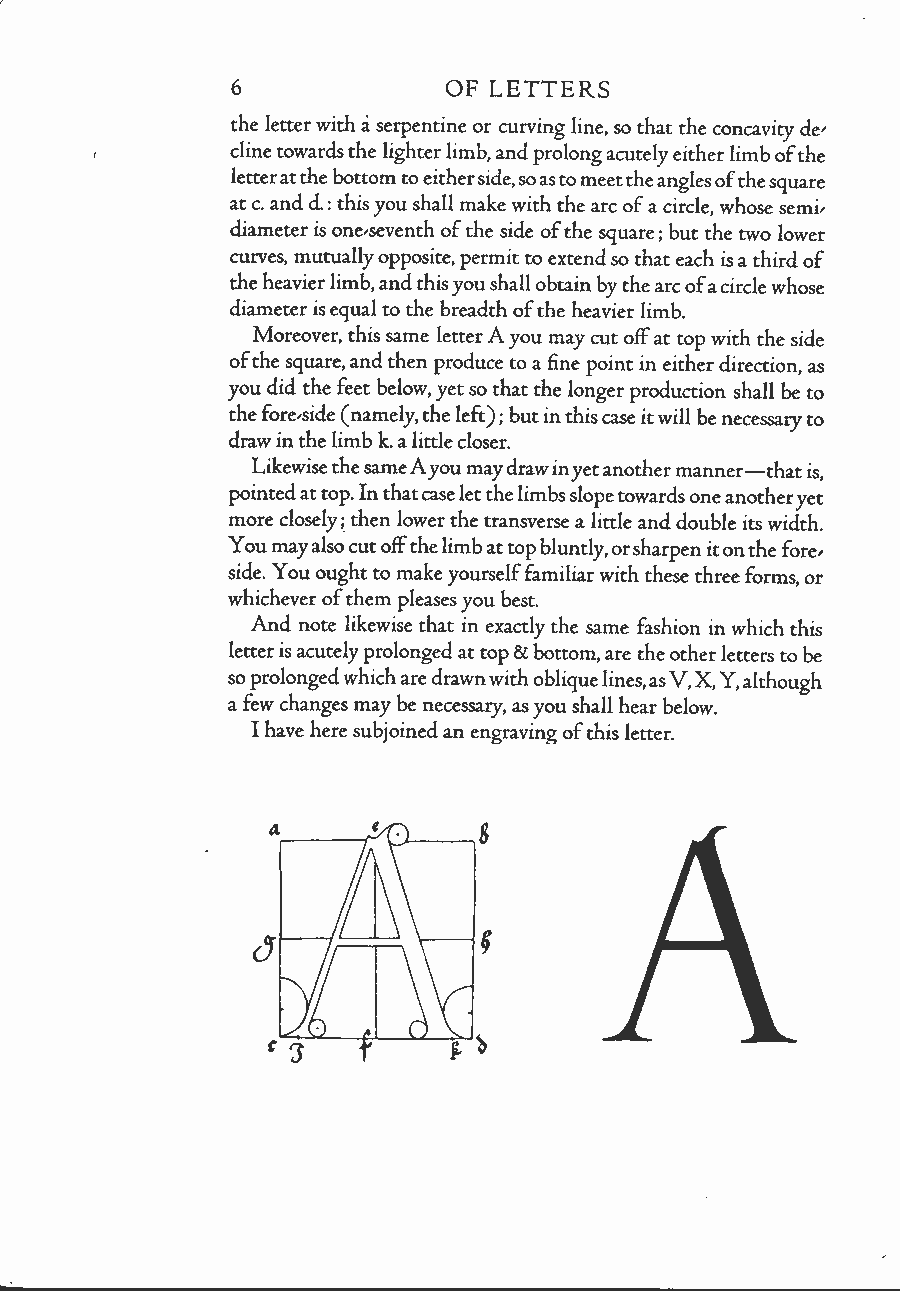 6 OF LETTERS
the letter with a serpentine or curving line, so that the concavity de-
cline towards the lighter limb, and prolong acutely either limb of the
letter at the bottom to either side, so as to meet the angles of the square
at c. and d.: this you shall make with the arc of a circle, whose semi-
diameter is one-seventh of the side of the square; but the two lower
curves, mutually opposite, permit to extend so that each is a third of
the heavier limb, and this you shall obtain by the arc of a circle whose
diameter is equal to the breadth of the heavier limb.
Moreover, this same letter A you may cut off at top with the side
of the square, and then produce to a fine point in either direction, as
you did the feet below, yet so that the longer production shall be to
the fore-side (namely, the left); but in this case it will be necessary to
draw in the limb k. a little closer.
Likewise the same A you may draw in yet another manner—that is,
pointed at top. In that case let the limbs slope towards one another yet
more closely; then lower the transverse a little and double its width.
You may also cut off the limb at top bluntly, or sharpen it on the fore-
side. You ought to make yourself familiar with these three forms, or
whichever of them pleases you best.
And note likewise that in exactly the same fashion in which this
letter is acutely prolonged at top & bottom, are the other letters to be
so prolonged which are drawn with oblique lines, as V, X, Y, although
a few changes may be necessary, as you shall hear below.
I have here subjoined an engraving of this letter.
a e b
g h
c z f k d
A